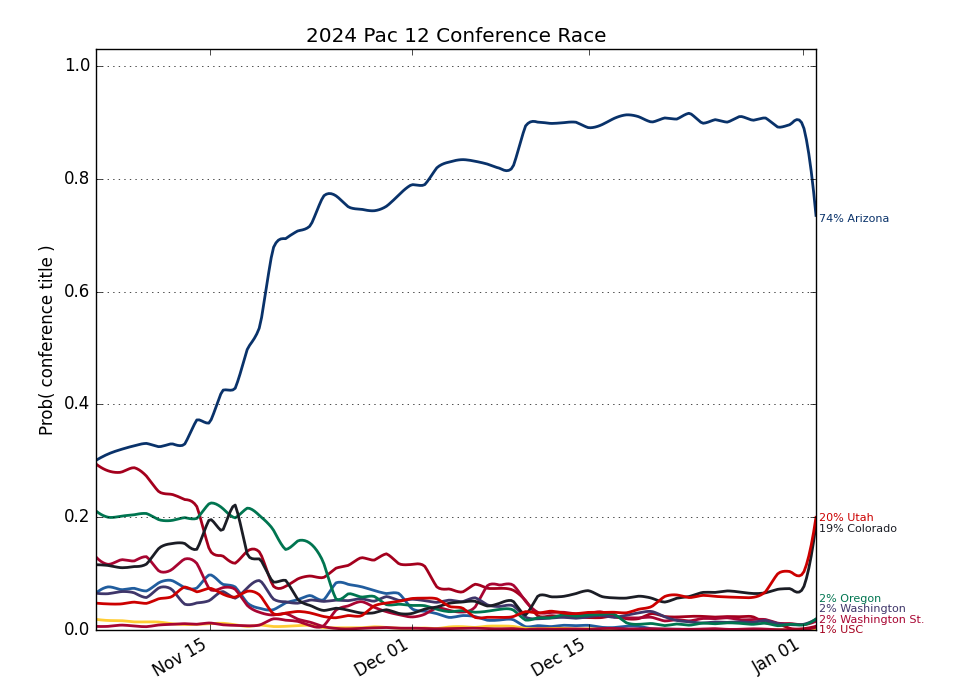 2024 Pac 12 Conference Race
Prob( conference title )
1.0
0.8
0.6
0.4
0.2
0.0
Nov 15
Dec 01
Dec 15
Jan 01
74% Arizona
20% Utah
19% Colorado
2% Oregon
2% Washington
2% Washington St.
1% USC